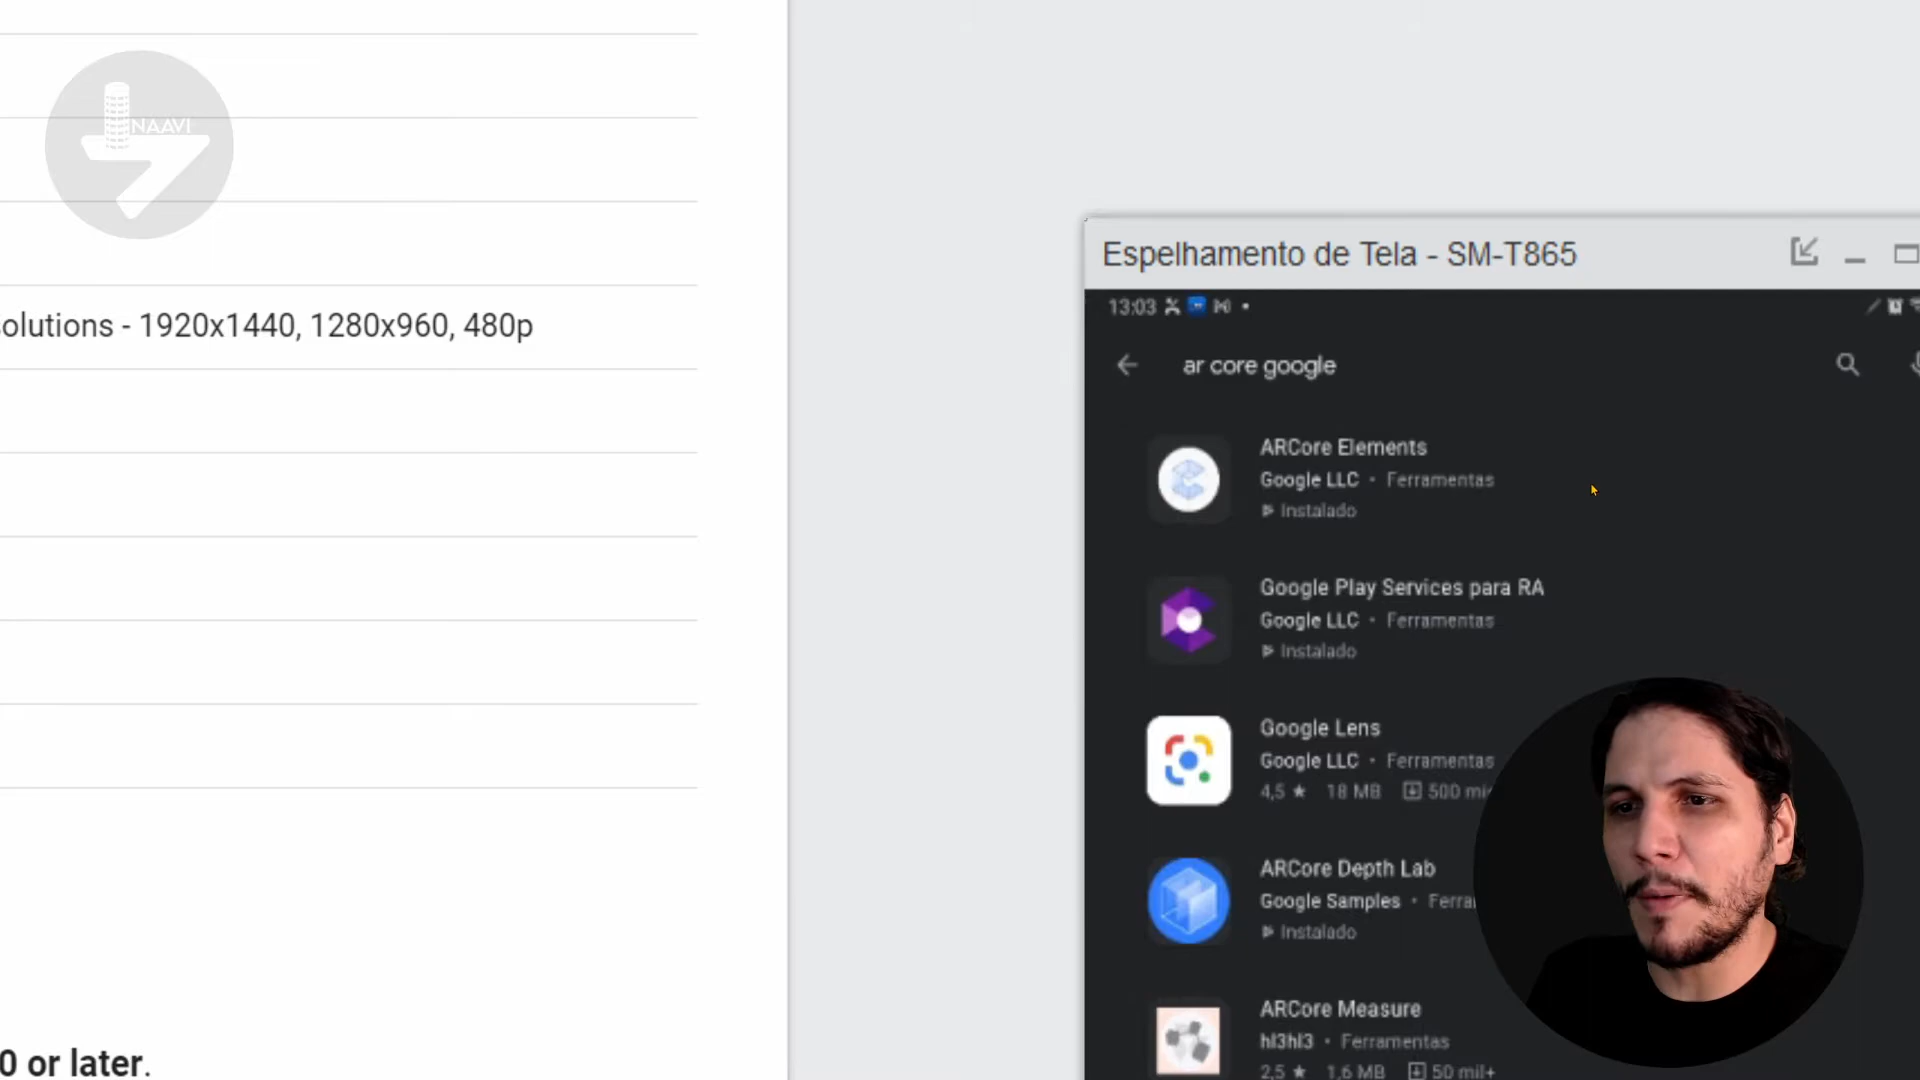 NAAVI
solutions - 1920x1440, 1280x960, 480p
0 or later.
Espelhamento de Tela - SM-T865
13:03
ar core google
ARCore Elements
Google LLC • Ferramentas
Instalado
Google Play Services para RA
Google LLC • Ferramentas
Instalado
Google Lens
Google LLC • Ferramentas
4,5 ★ 18 MB 500 mi
ARCore Depth Lab
Google Samples • Ferra
Instalado
ARCore Measure
hl3hl3 • Ferramentas
2,5 ★ 1,6 MB 50 mil+